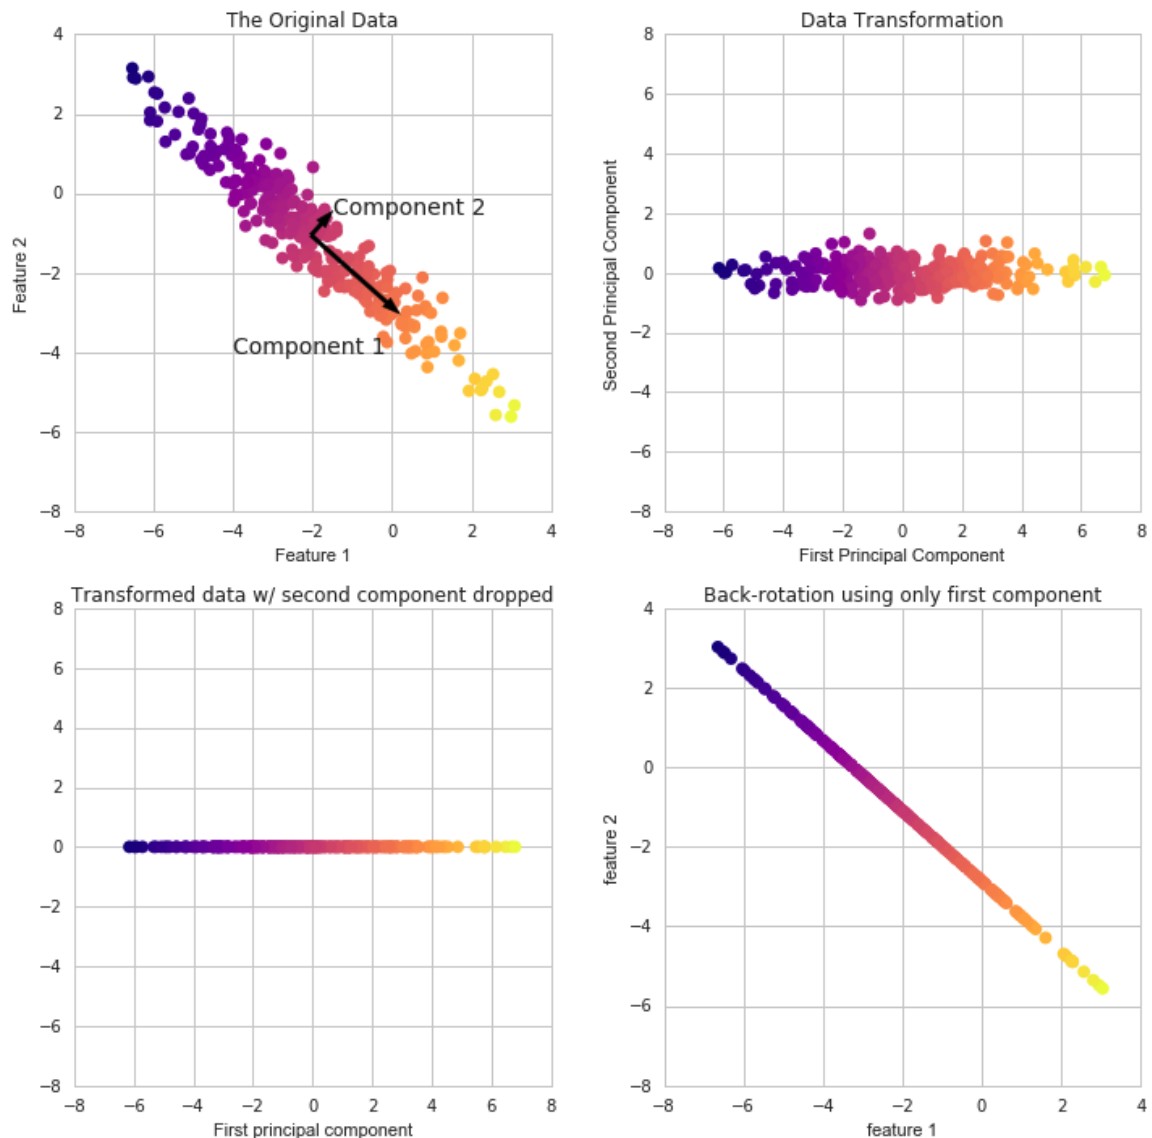 The Original Data
4
2
0
−2
−4
−6
−8
Feature 2
Component 2
Component 1
−8 −6 −4 −2 0 2 4
Feature 1
Data Transformation
8
6
4
2
0
−2
−4
−6
−8
Second Principal Component
−8 −6 −4 −2 0 2 4 6 8
First Principal Component
Transformed data w/ second component dropped
8
6
4
2
0
−2
−4
−6
−8
−8 −6 −4 −2 0 2 4 6 8
First principal component
Back-rotation using only first component
4
2
0
−2
−4
−6
−8
feature 2
−8 −6 −4 −2 0 2 4
feature 1